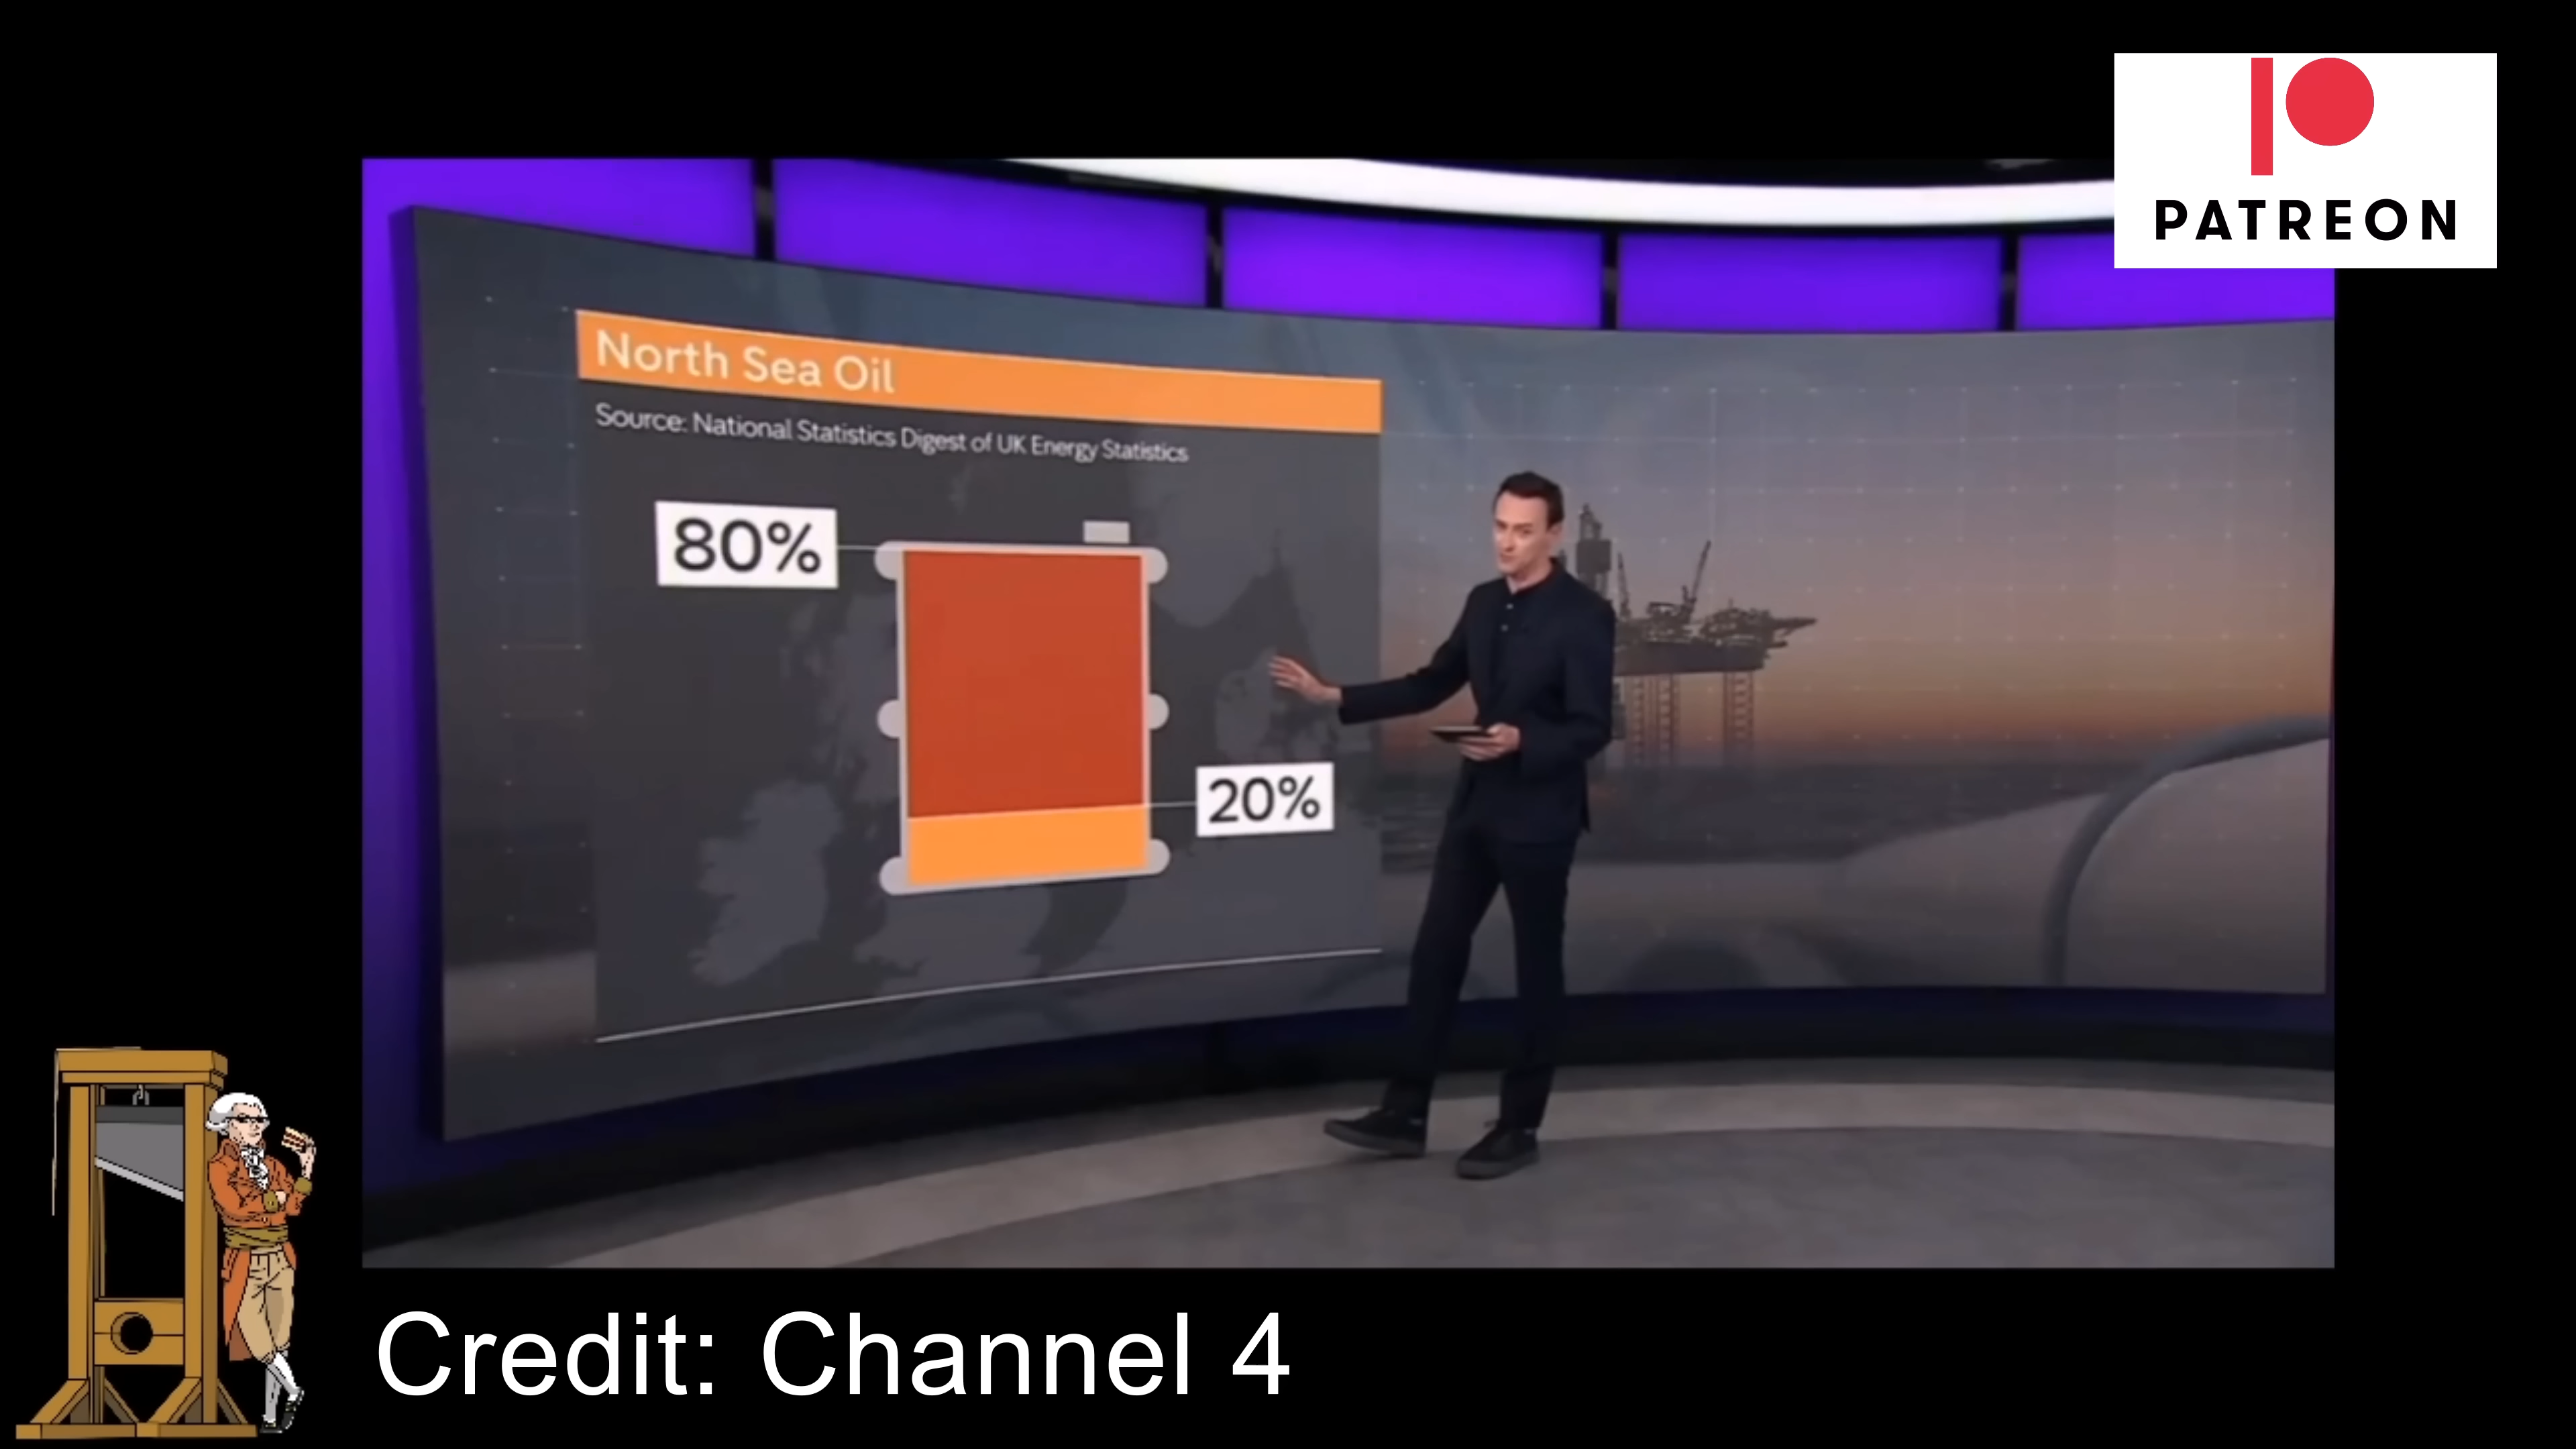 PATREON
North Sea Oil
Source: National Statistics Digest of UK Energy Statistics
80%
20%
Credit: Channel 4